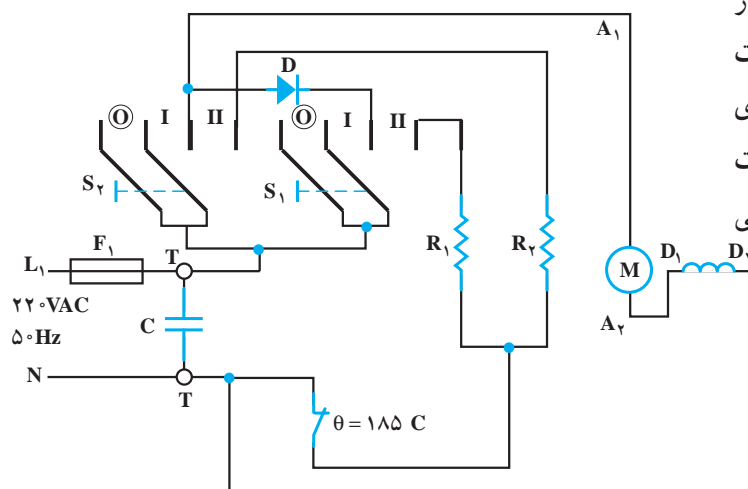 A۱
D
O I II O I II
S۲ S۱
F۱
L۱ T R۱ R۲ M D۱ D
۲۲۰VAC C A۲
۵۰Hz
N
T θ = ۱۸۵ C